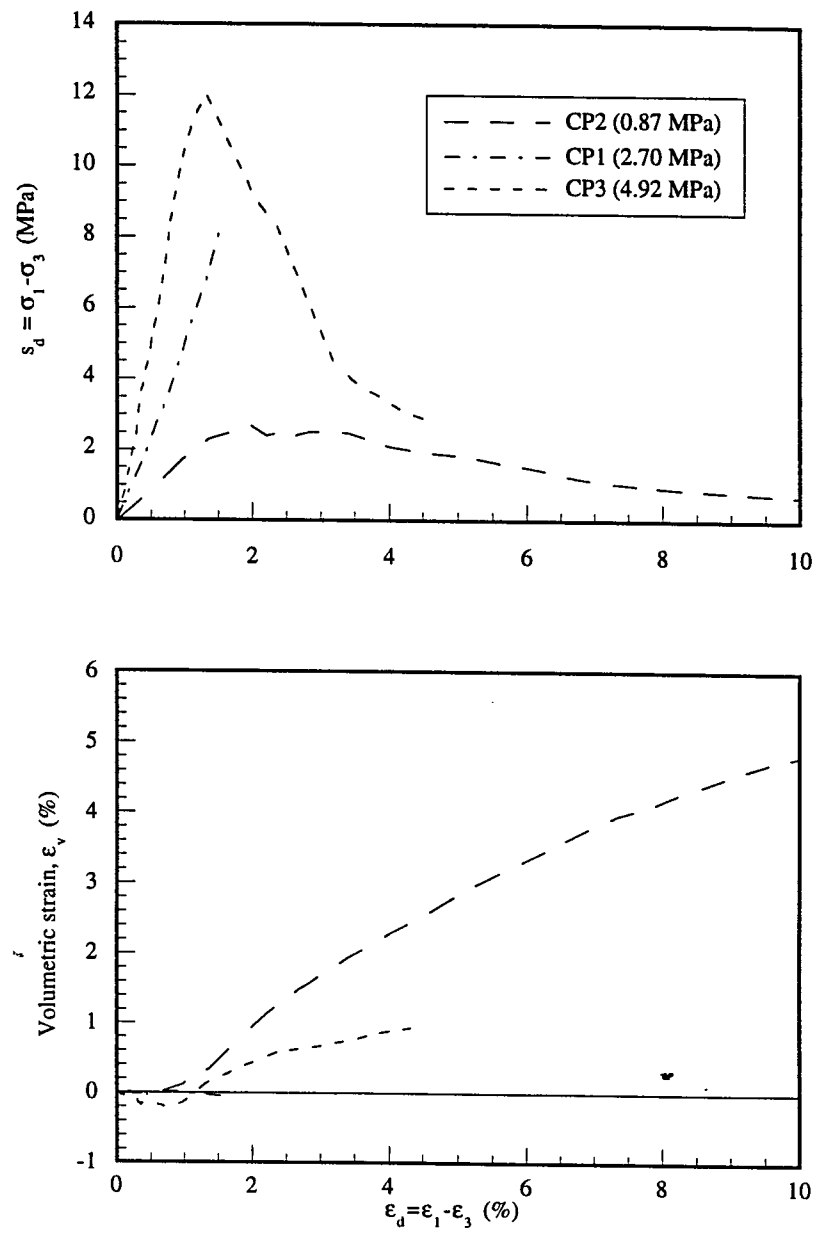 14
12
10
8
6
4
2
0
s_d = σ_1-σ_3 (MPa)
CP2 (0.87 MPa)
CP1 (2.70 MPa)
CP3 (4.92 MPa)
0 2 4 6 8 10
6
5
4
3
2
1
0
-1
Volumetric strain, ε_v (%)
0 2 4 6 8 10
ε_d=ε_1-ε_3 (%)